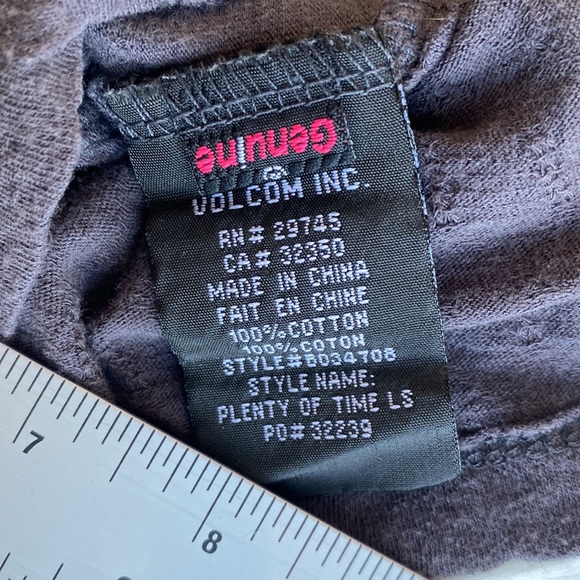 Genuine
VOLCOM INC.
RN# 29745
CA# 32350
MADE IN CHINA
FAIT EN CHINE
100% COTTON
100% COTON
STYLE#BD34708
STYLE NAME:
PLENTY OF TIME LS
PO# 32239
7
8